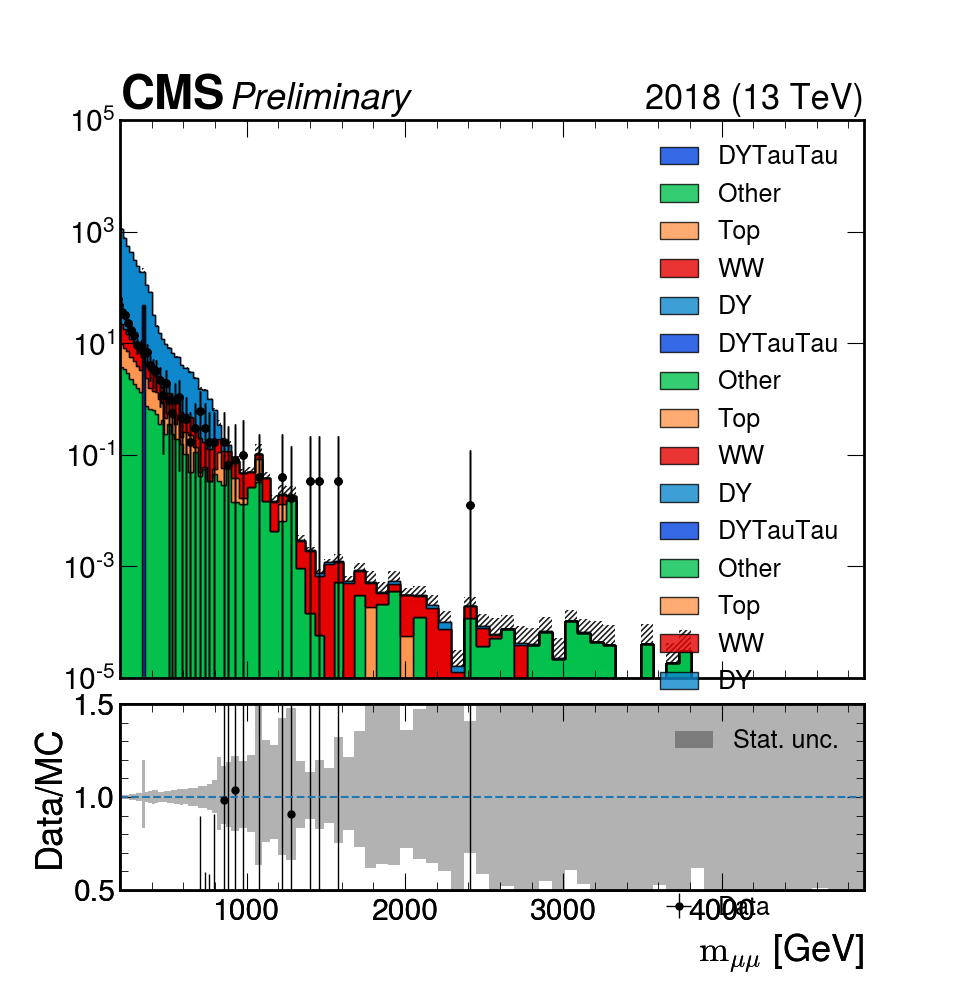 CMS Preliminary 2018 (13 TeV)
10^5
10^3
10^1
10^-1
10^-3
10^-5
DYTauTau
Other
Top
WW
DY
DYTauTau
Other
Top
WW
DY
DYTauTau
Other
Top
WW
DY
Data/MC
1.5
1.0
0.5
Stat. unc.
1000 2000 3000 4000
Data
m_μμ [GeV]